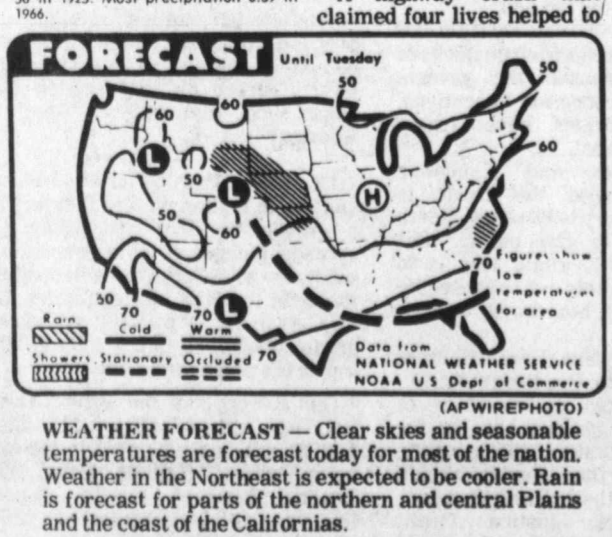 1966.
claimed four lives helped to
FORECAST Until Tuesday
50
50
60
60
60
L
L
50
H
50
60
70
Figures show
low
temperatures
for area
50
70
70
L
70
Rain
Cold
Warm
Showers
Stationary
Occluded
Data from
NATIONAL WEATHER SERVICE
NOAA U S Dept of Commerce
(AP WIREPHOTO)
WEATHER FORECAST — Clear skies and seasonable
temperatures are forecast today for most of the nation.
Weather in the Northeast is expected to be cooler. Rain
is forecast for parts of the northern and central Plains
and the coast of the Californias.